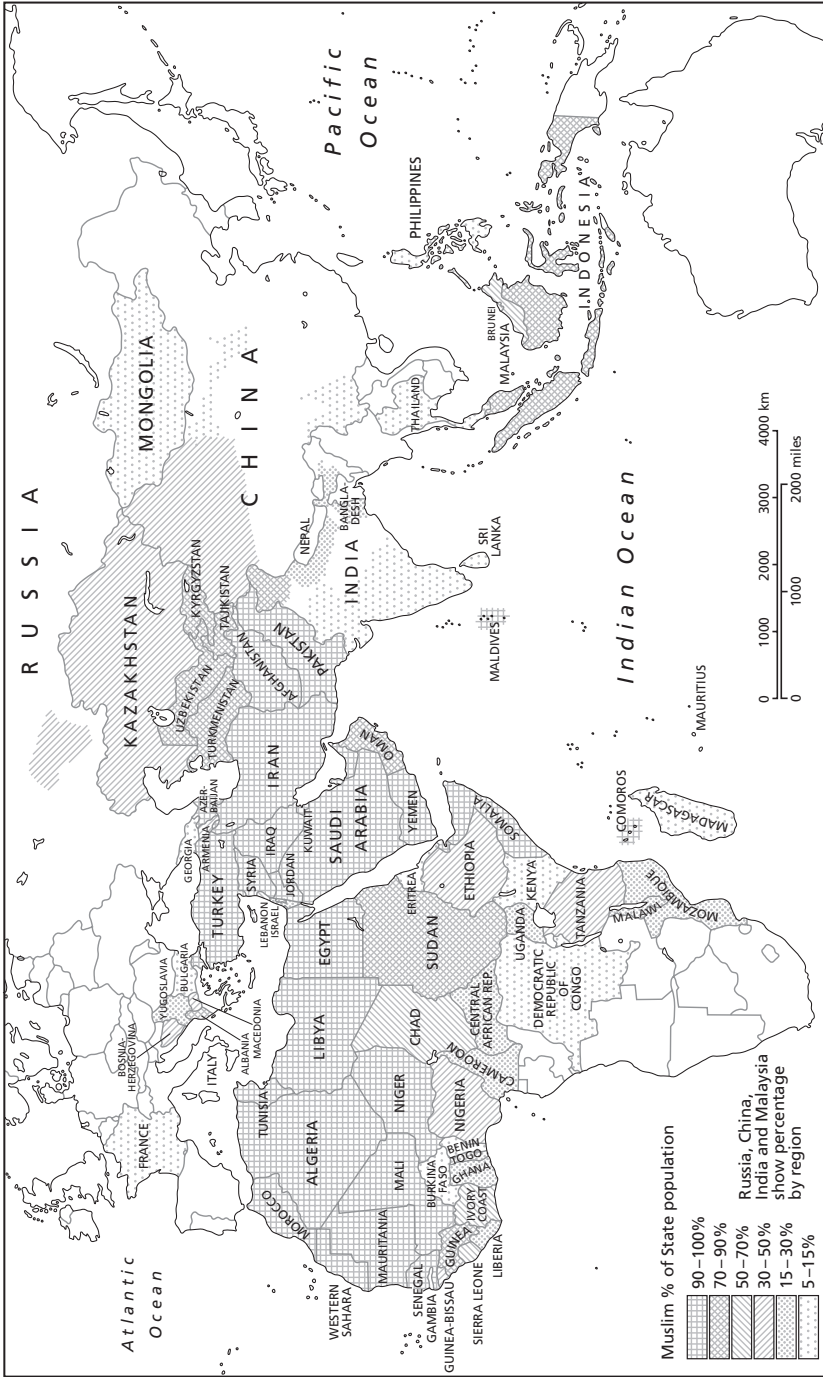 RUSSIA
Pacific
Ocean
Atlantic
Ocean
MONGOLIA
CHINA
KAZAKHSTAN
KYRGYZSTAN
TAJIKISTAN
UZBEKISTAN
TURKMENISTAN
AFGHANISTAN
PAKISTAN
NEPAL
BANGLA-
DESH
INDIA
SRI
LANKA
MALDIVES
THAILAND
PHILIPPINES
BRUNEI
MALAYSIA
INDONESIA
Indian Ocean
MAURITIUS
COMOROS
MADAGASCAR
FRANCE
BOSNIA-
HERZEGOVINA
YUGOSLAVIA
BULGARIA
ITALY
ALBANIA
MACEDONIA
GEORGIA
ARMENIA
AZER-
BAIJAN
TURKEY
SYRIA
LEBANON
ISRAEL
JORDAN
IRAQ
IRAN
KUWAIT
SAUDI
ARABIA
OMAN
YEMEN
TUNISIA
MOROCCO
ALGERIA
LIBYA
EGYPT
WESTERN
SAHARA
MAURITANIA
MALI
NIGER
CHAD
SUDAN
ERITREA
ETHIOPIA
SOMALIA
SENEGAL
GAMBIA
GUINEA-BISSAU
GUINEA
SIERRA LEONE
LIBERIA
IVORY
COAST
BURKINA
FASO
GHANA
TOGO
BENIN
NIGERIA
CAMEROON
CENTRAL
AFRICAN REP.
DEMOCRATIC
REPUBLIC
OF
CONGO
UGANDA
KENYA
TANZANIA
MALAWI
MOZAMBIQUE
Muslim % of State population
90–100%
70–90%
50–70%
30–50%
15–30%
5–15%
Russia, China,
India and Malaysia
show percentage
by region
0 1000 2000 3000 4000 km
0 1000 2000 miles